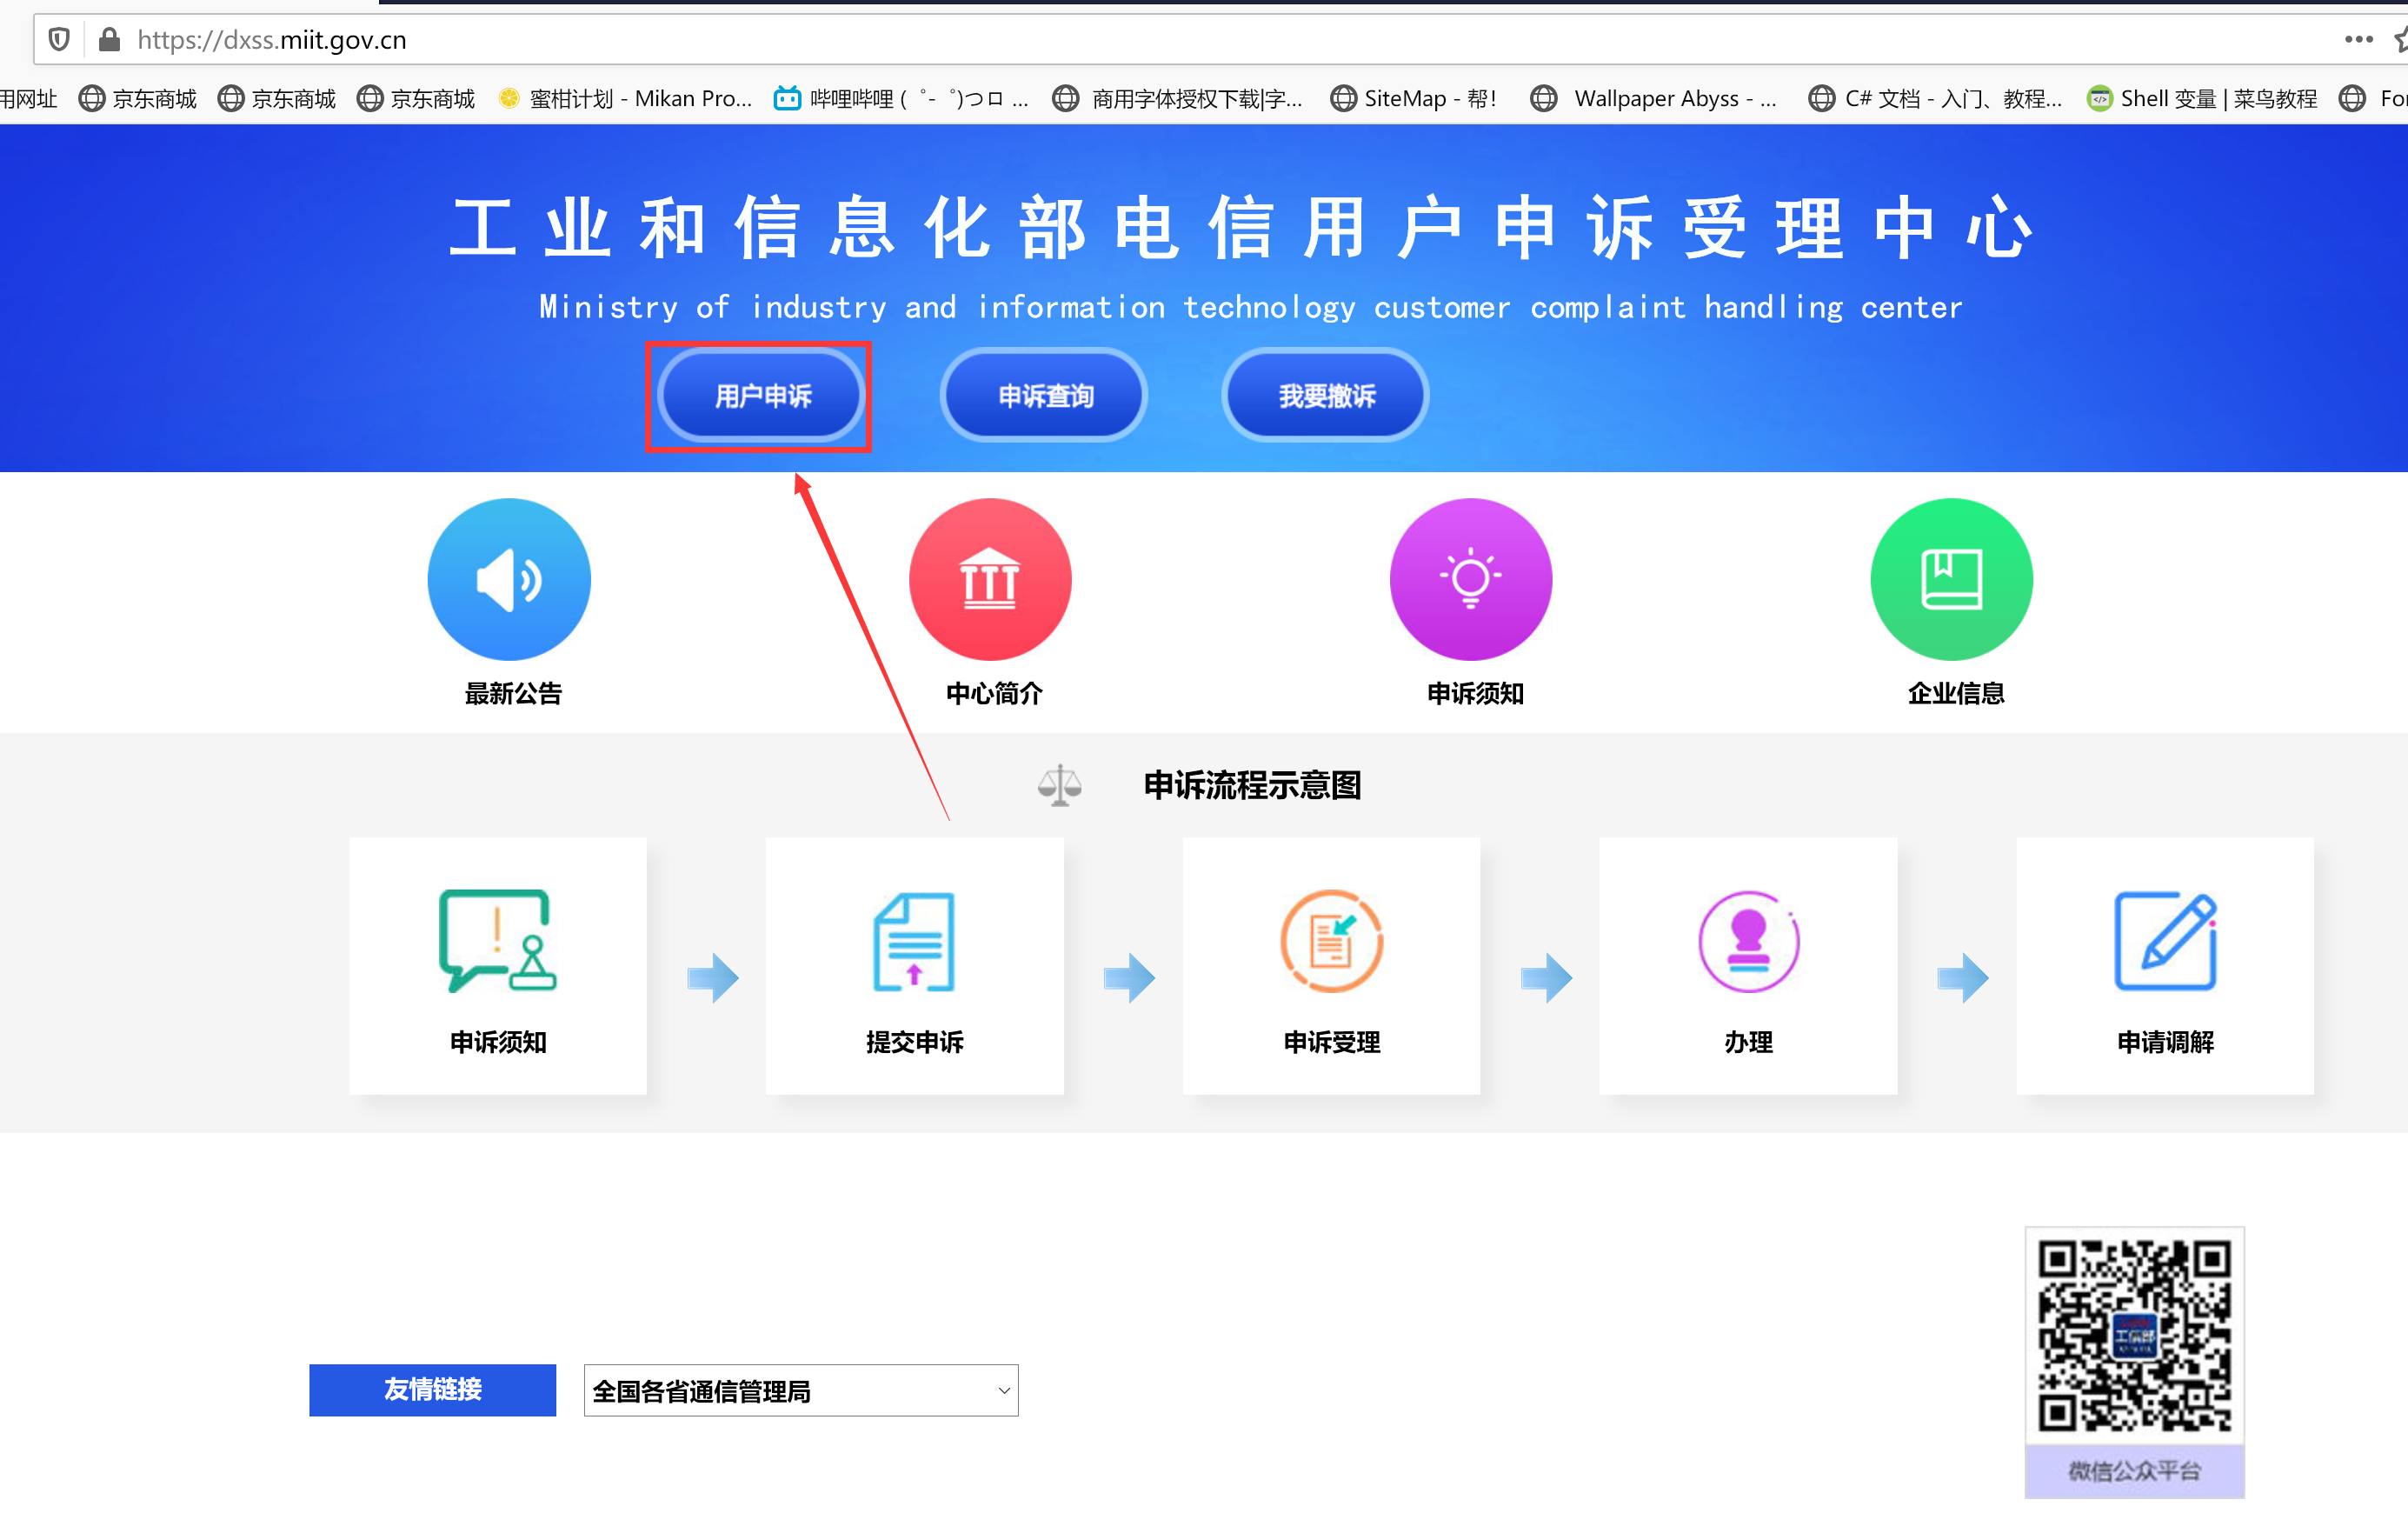 https://dxss.miit.gov.cn
用网址 京东商城 京东商城 京东商城 蜜柑计划 - Mikan Pro... 哔哩哔哩 ( ゜- ゜)つロ ... 商用字体授权下载|字... SiteMap - 帮! Wallpaper Abyss - ... C# 文档 - 入门、教程... Shell 变量 | 菜鸟教程
工业和信息化部电信用户申诉受理中心
Ministry of industry and information technology customer complaint handling center
用户申诉 申诉查询 我要撤诉
最新公告 中心简介 申诉须知 企业信息
申诉流程示意图
申诉须知 提交申诉 申诉受理 办理 申请调解
工信部
友情链接 全国各省通信管理局
微信公众平台